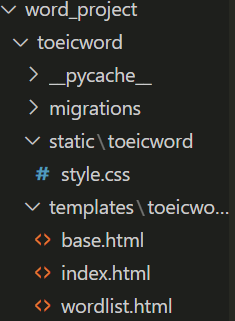 word_project
toeicword
__pycache__
migrations
static\toeicword
# style.css
templates\toeicwo...
<> base.html
<> index.html
<> wordlist.html